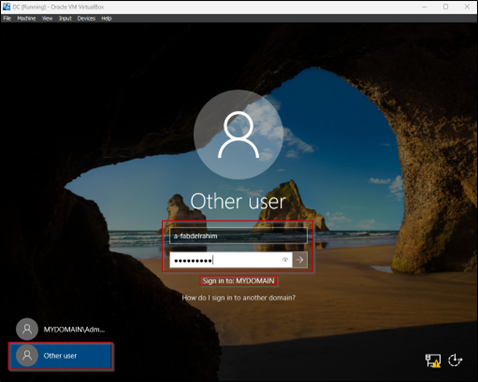 DC [Running] - Oracle VM VirtualBox
File Machine View Input Devices Help
Other user
a-fabdelrahim
Sign in to: MYDOMAIN
How do I sign in to another domain?
MYDOMAIN\Adm...
Other user